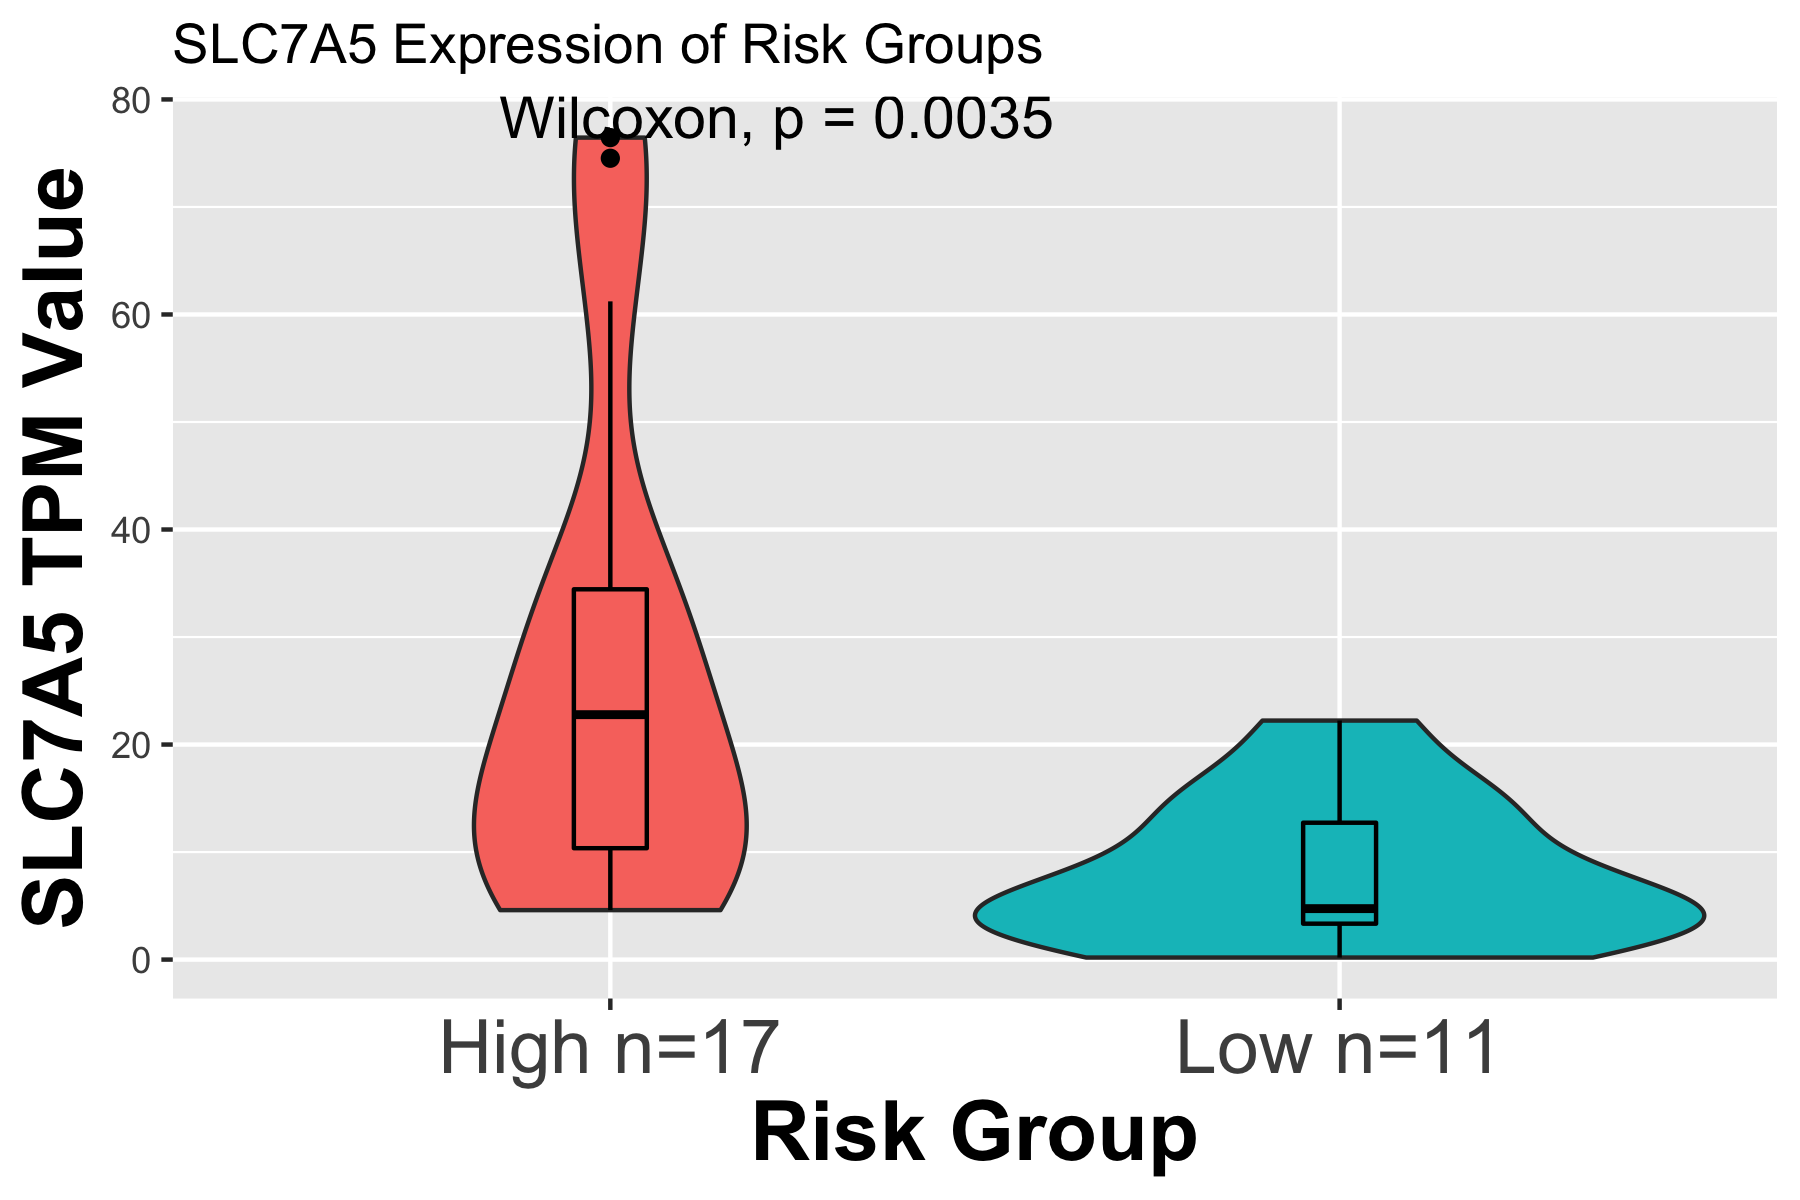 SLC7A5 Expression of Risk Groups
Wilcoxon, p = 0.0035
SLC7A5 TPM Value
80
60
40
20
0
High n=17
Low n=11
Risk Group